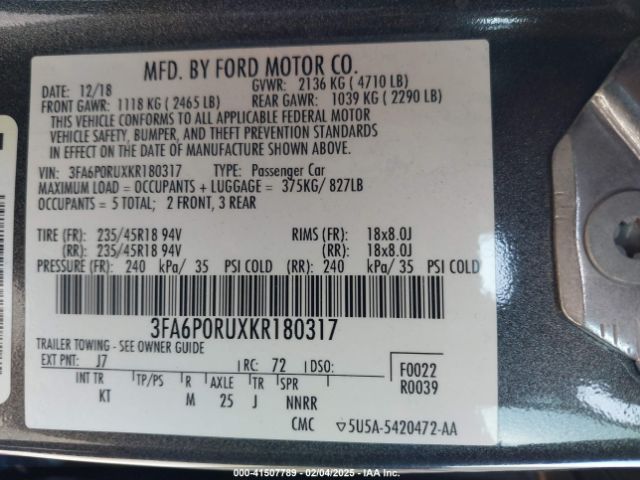 MFD. BY FORD MOTOR CO.
DATE: 12/18 GVWR: 2136 KG ( 4710 LB)
FRONT GAWR: 1118 KG ( 2465 LB) REAR GAWR: 1039 KG ( 2290 LB)
THIS VEHICLE CONFORMS TO ALL APPLICABLE FEDERAL MOTOR
VEHICLE SAFETY, BUMPER, AND THEFT PREVENTION STANDARDS
IN EFFECT ON THE DATE OF MANUFACTURE SHOWN ABOVE.
VIN: 3FA6P0RUXKR180317 TYPE: Passenger Car
MAXIMUM LOAD = OCCUPANTS + LUGGAGE = 375KG/ 827LB
OCCUPANTS = 5 TOTAL; 2 FRONT, 3 REAR
TIRE (FR): 235/45R18 94V RIMS (FR): 18x8.0J
(RR): 235/45R18 94V (RR): 18x8.0J
PRESSURE (FR): 240 kPa/ 35 PSI COLD (RR): 240 kPa/ 35 PSI COLD
3FA6P0RUXKR180317
TRAILER TOWING - SEE OWNER GUIDE
EXT PNT: J7 RC: 72 DSO: F0022
INT TR TP/PS R AXLE TR SPR R0039
KT M 25 J NNRR
CMC ▽5U5A-5420472-AA
© - 41507789 - 02/04/2025 - IAA Inc.